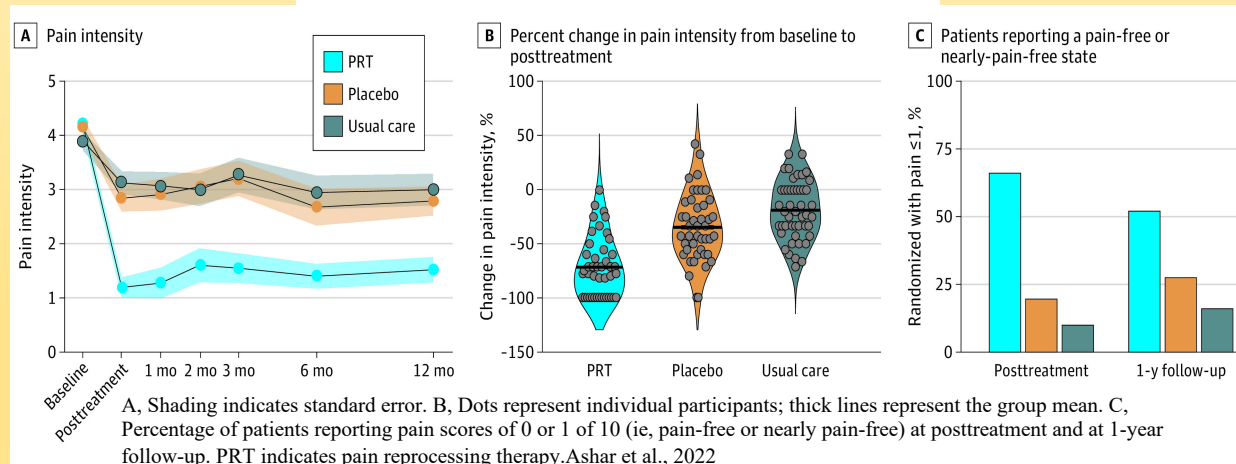 A Pain intensity
PRT
Placebo
Usual care
Pain intensity
5
4
3
2
1
0
Baseline
Posttreatment
1 mo
2 mo
3 mo
6 mo
12 mo
B Percent change in pain intensity from baseline to
posttreatment
Change in pain intensity, %
100
50
0
-50
-100
-150
PRT
Placebo
Usual care
C Patients reporting a pain-free or
nearly-pain-free state
Randomized with pain ≤1, %
100
75
50
25
0
Posttreatment
1-y follow-up
A, Shading indicates standard error. B, Dots represent individual participants; thick lines represent the group mean. C,
Percentage of patients reporting pain scores of 0 or 1 of 10 (ie, pain-free or nearly pain-free) at posttreatment and at 1-year
follow-up. PRT indicates pain reprocessing therapy.Ashar et al., 2022